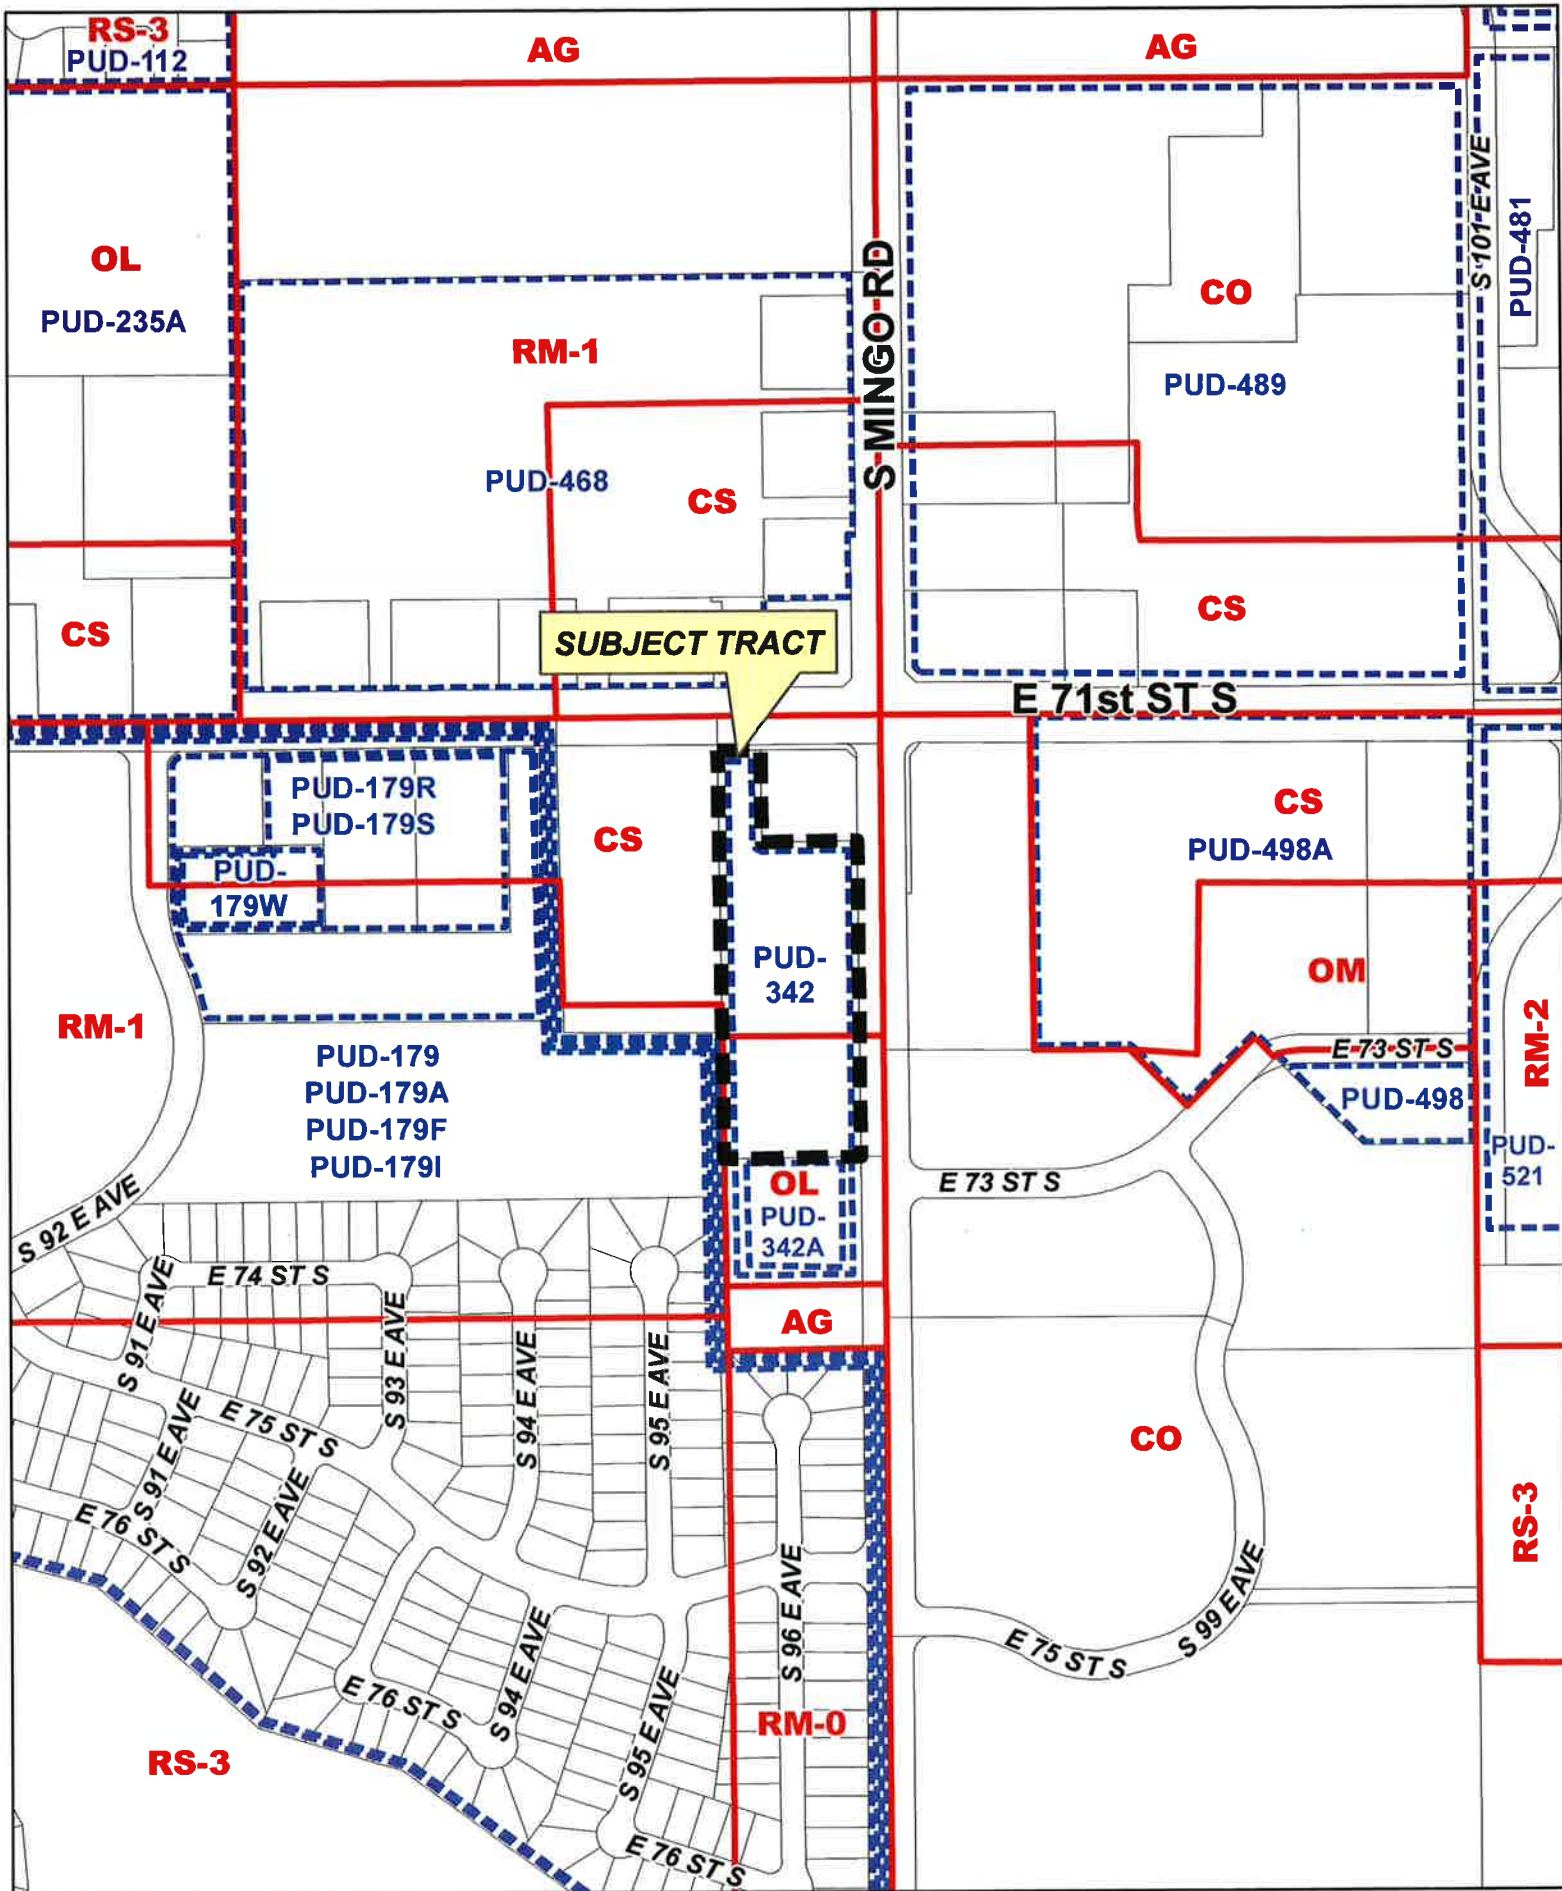 RS-3
PUD-112
AG
AG
S 101 E AVE
PUD-481
OL
PUD-235A
S MINGO RD
CO
RM-1
PUD-489
PUD-468
CS
CS
CS
SUBJECT TRACT
E 71st ST S
PUD-179R
PUD-179S
CS
CS
PUD-498A
PUD-
179W
PUD-
342
OM
RM-1
RM-2
PUD-179
PUD-179A
PUD-179F
PUD-179I
E 73 ST S
PUD-498
PUD-
521
E 73 ST S
OL
PUD-
342A
S 92 E AVE
E 74 ST S
S 91 E AVE
AG
S 93 E AVE
S 94 E AVE
S 95 E AVE
E 75 ST S
S 91 E AVE
CO
E 76 ST S
S 92 E AVE
RS-3
S 96 E AVE
S 99 E AVE
E 75 ST S
S 94 E AVE
E 76 ST S
S 95 E AVE
RM-0
RS-3
E 76 ST S